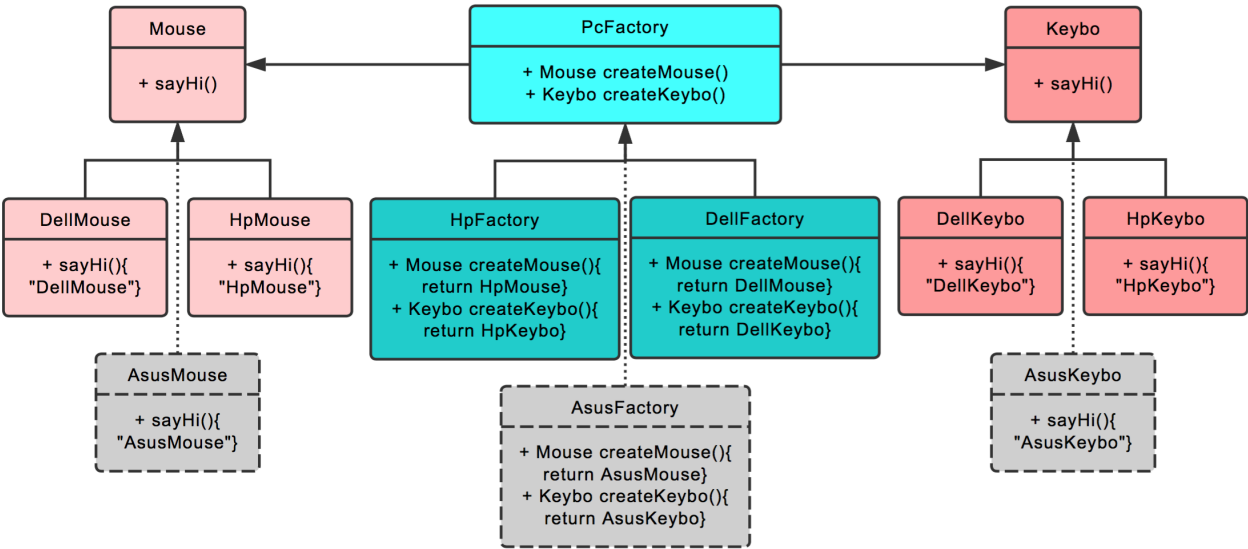 Mouse
+ sayHi()
PcFactory
+ Mouse createMouse()
+ Keybo createKeybo()
Keybo
+ sayHi()
DellMouse
+ sayHi(){
"DellMouse"}
HpMouse
+ sayHi(){
"HpMouse"}
HpFactory
+ Mouse createMouse(){
return HpMouse}
+ Keybo createKeybo(){
return HpKeybo}
DellFactory
+ Mouse createMouse(){
return DellMouse}
+ Keybo createKeybo(){
return DellKeybo}
DellKeybo
+ sayHi(){
"DellKeybo"}
HpKeybo
+ sayHi(){
"HpKeybo"}
AsusMouse
+ sayHi(){
"AsusMouse"}
AsusFactory
+ Mouse createMouse(){
return AsusMouse}
+ Keybo createKeybo(){
return AsusKeybo}
AsusKeybo
+ sayHi(){
"AsusKeybo"}